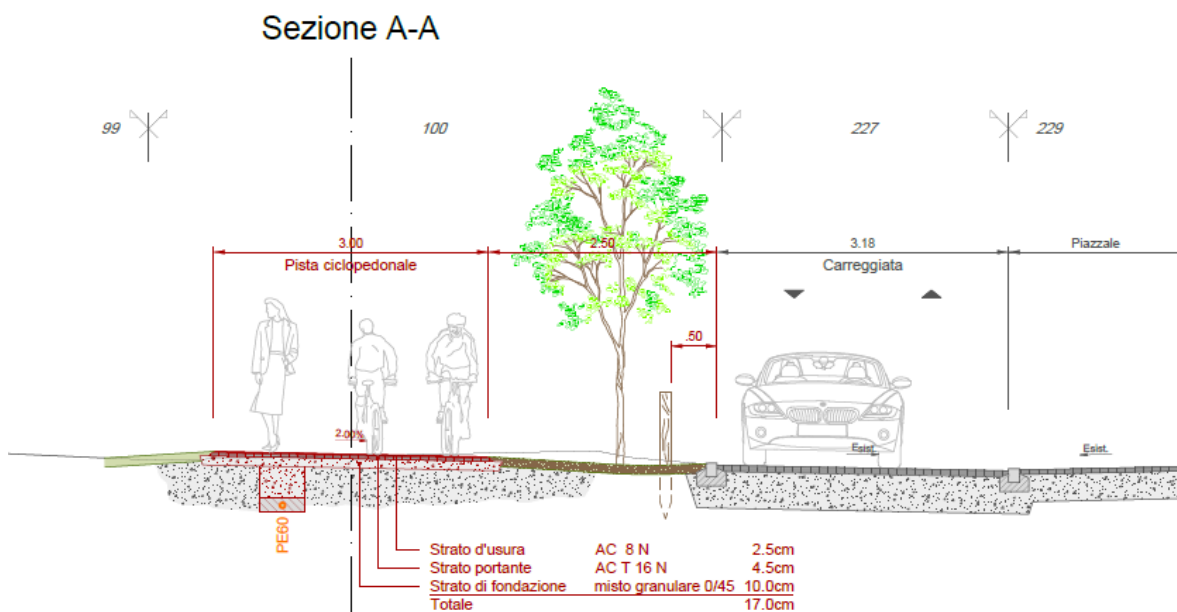 Sezione A-A
99
100
227
229
3.00
2.50
3.18
Piazzale
Pista ciclopedonale
Carreggiata
.50
2.00%
Esist.
Esist.
PE60
Strato d'usura AC 8 N 2.5cm
Strato portante AC T 16 N 4.5cm
Strato di fondazione misto granulare 0/45 10.0cm
Totale 17.0cm